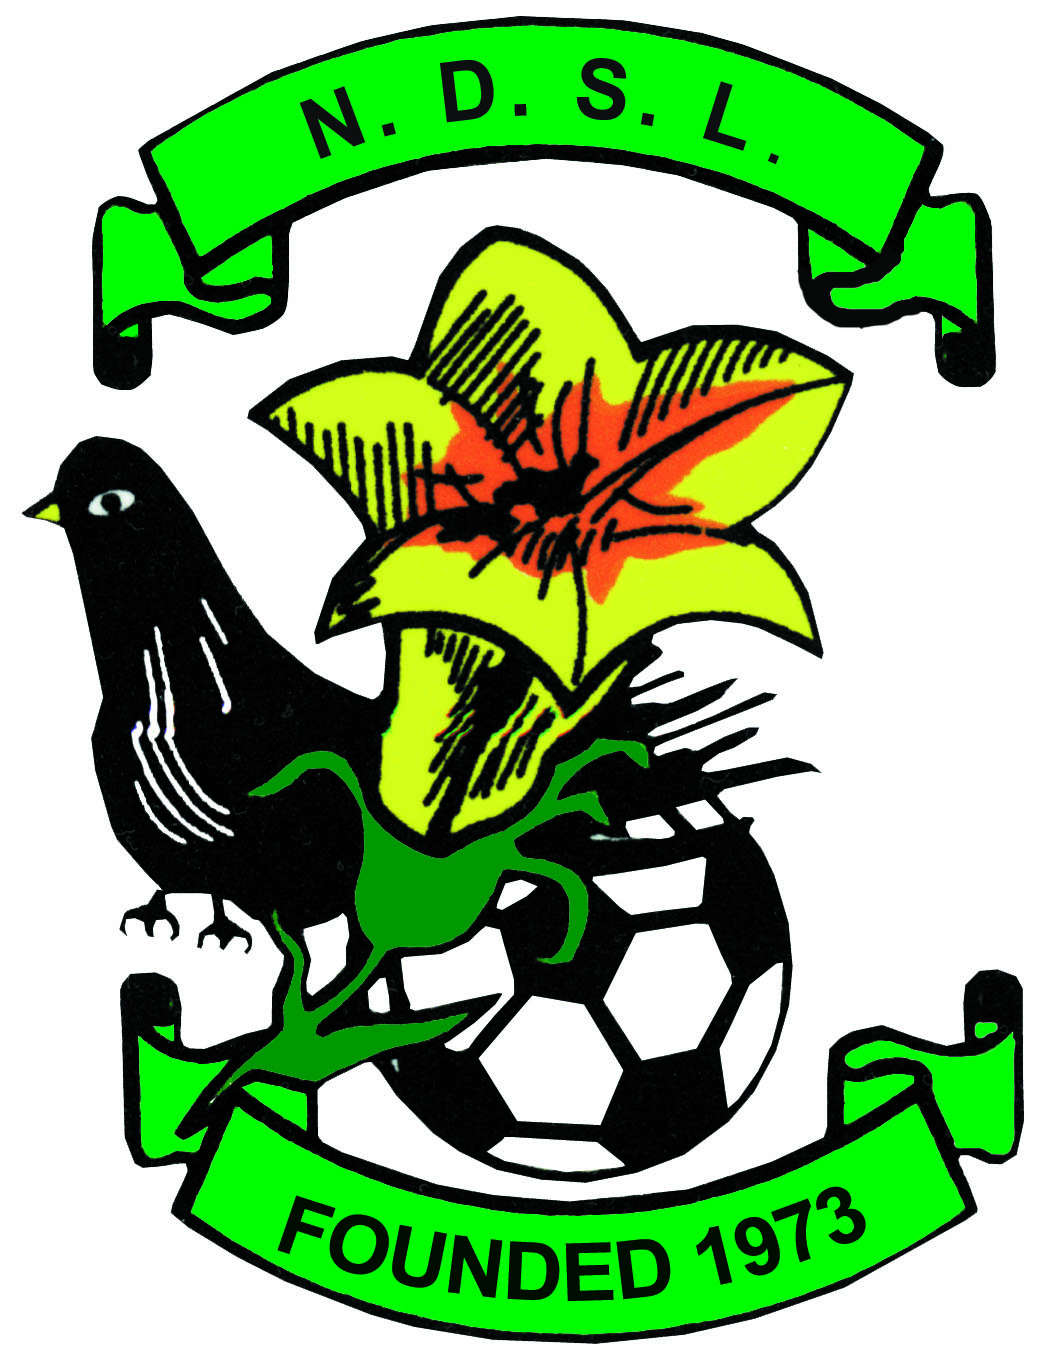 N. D. S. L.
FOUNDED 1973